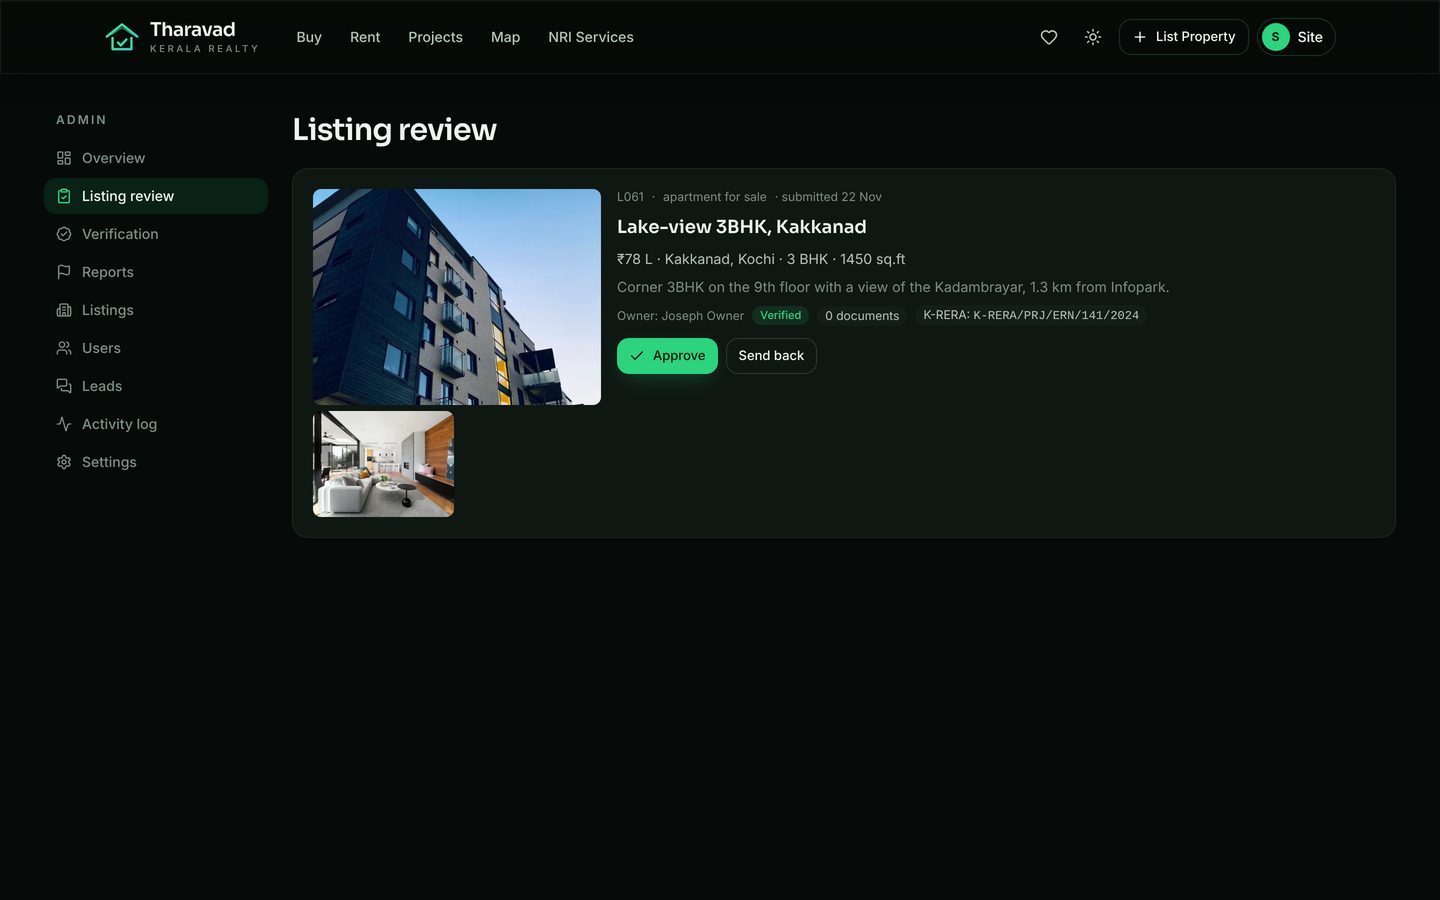 Tharavad
KERALA REALTY
Buy
Rent
Projects
Map
NRI Services
List Property
S
Site
ADMIN
Overview
Listing review
Verification
Reports
Listings
Users
Leads
Activity log
Settings
Listing review
L061 · apartment for sale · submitted 22 Nov
Lake-view 3BHK, Kakkanad
₹78 L · Kakkanad, Kochi · 3 BHK · 1450 sq.ft
Corner 3BHK on the 9th floor with a view of the Kadambrayar, 1.3 km from Infopark.
Owner: Joseph Owner Verified 0 documents K-RERA: K-RERA/PRJ/ERN/141/2024
Approve
Send back